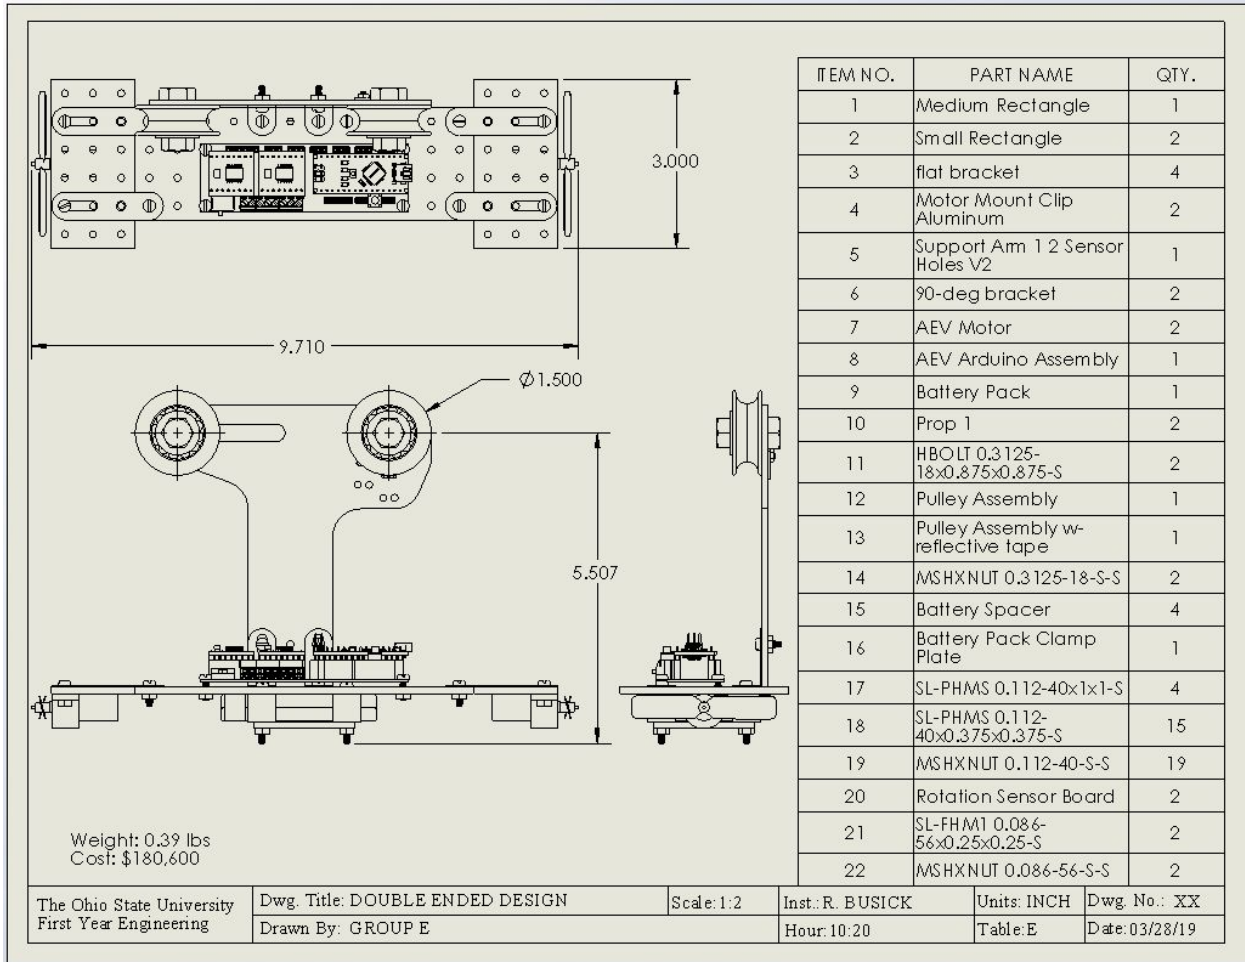 3.000
9.710
Ø1.500
5.507
Weight: 0.39 lbs
Cost: $180,600
ITEM NO. PART NAME QTY.
1 Medium Rectangle 1
2 Small Rectangle 2
3 flat bracket 4
4 Motor Mount Clip
Aluminum 2
5 Support Arm 1 2 Sensor
Holes V2 1
6 90-deg bracket 2
7 AEV Motor 2
8 AEV Arduino Assembly 1
9 Battery Pack 1
10 Prop 1 2
11 HBOLT 0.3125-
18x0.875x0.875-S 2
12 Pulley Assembly 1
13 Pulley Assembly w-
reflective tape 1
14 MSHXNUT 0.3125-18-S-S 2
15 Battery Spacer 4
16 Battery Pack Clamp
Plate 1
17 SL-PHMS 0.112-40x1x1-S 4
18 SL-PHMS 0.112-
40x0.375x0.375-S 15
19 MSHXNUT 0.112-40-S-S 19
20 Rotation Sensor Board 2
21 SL-FHM1 0.086-
56x0.25x0.25-S 2
22 MSHXNUT 0.086-56-S-S 2
The Ohio State University
First Year Engineering
Dwg. Title: DOUBLE ENDED DESIGN
Drawn By: GROUP E
Scale: 1:2
Inst.: R. BUSICK
Hour: 10:20
Units: INCH
Table: E
Dwg. No.: XX
Date: 03/28/19